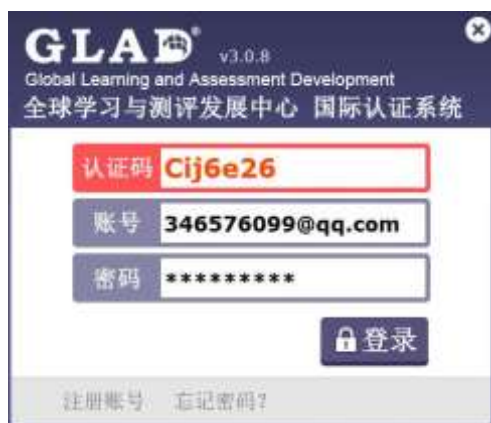 GLAD® v3.0.8
Global Learning and Assessment Development
全球学习与测评发展中心 国际认证系统
认证码 Cij6e26
账号 346576099@qq.com
密码 *********
登录
注册账号 忘记密码?